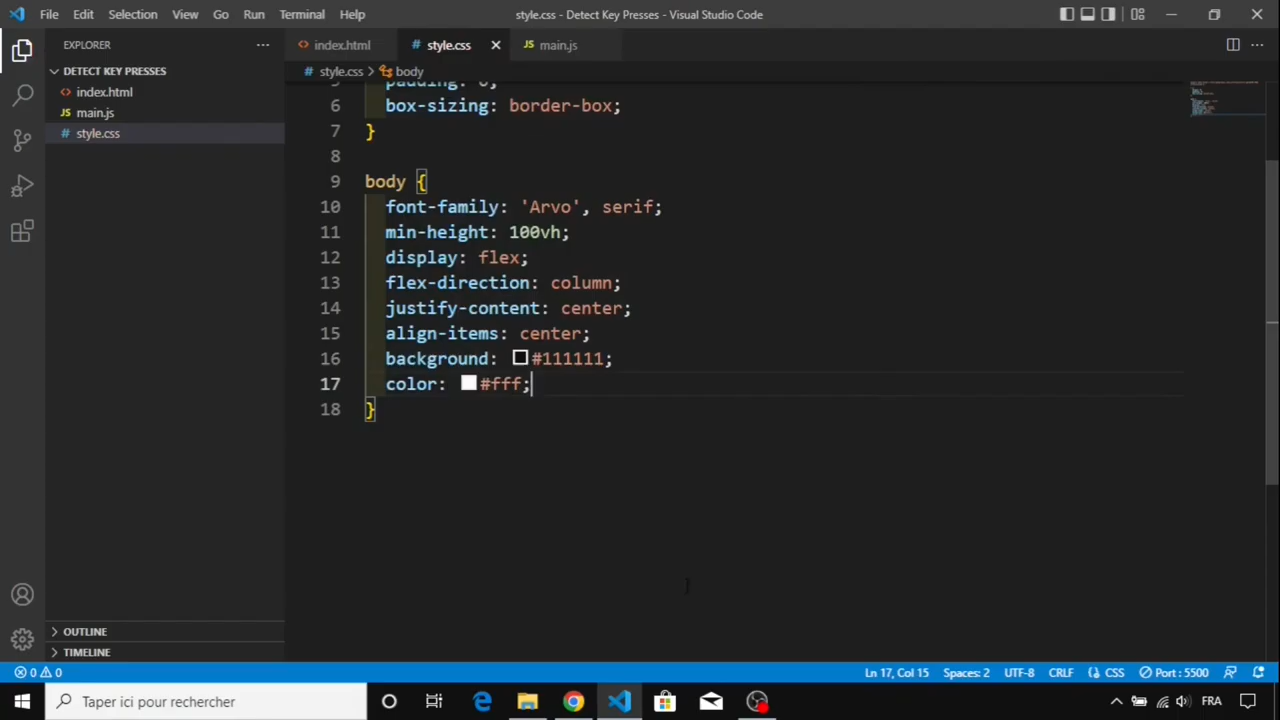 File Edit Selection View Go Run Terminal Help
style.css - Detect Key Presses - Visual Studio Code
EXPLORER
index.html
style.css
main.js
DETECT KEY PRESSES
style.css > body
index.html
main.js
style.css
padding: 0;
6 box-sizing: border-box;
7 }
8
9 body {
10 font-family: 'Arvo', serif;
11 min-height: 100vh;
12 display: flex;
13 flex-direction: column;
14 justify-content: center;
15 align-items: center;
16 background: #111111;
17 color: #fff;
18 }
OUTLINE
TIMELINE
0 0 Ln 17, Col 15 Spaces: 2 UTF-8 CRLF CSS Port : 5500
Taper ici pour rechercher FRA